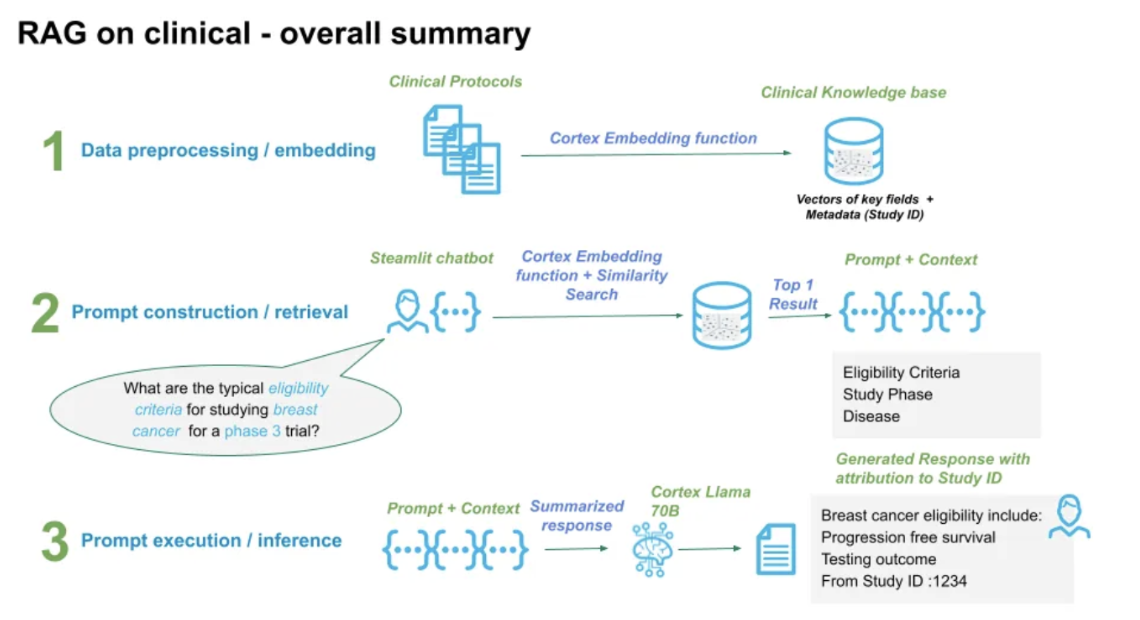 RAG on clinical - overall summary
Clinical Protocols
Clinical Knowledge base
1
Data preprocessing / embedding
Cortex Embedding function
Vectors of key fields +
Metadata (Study ID)
Steamlit chatbot
Cortex Embedding
function + Similarity
Search
Prompt + Context
2
Prompt construction / retrieval
{...}
Top 1
Result
{...}{...}{...}
What are the typical eligibility
criteria for studying breast
cancer for a phase 3 trial?
Eligibility Criteria
Study Phase
Disease
Generated Response with
attribution to Study ID
3
Prompt execution / inference
Prompt + Context
{...}{...}{...}
Summarized
response
Cortex Llama
70B
Breast cancer eligibility include:
Progression free survival
Testing outcome
From Study ID :1234